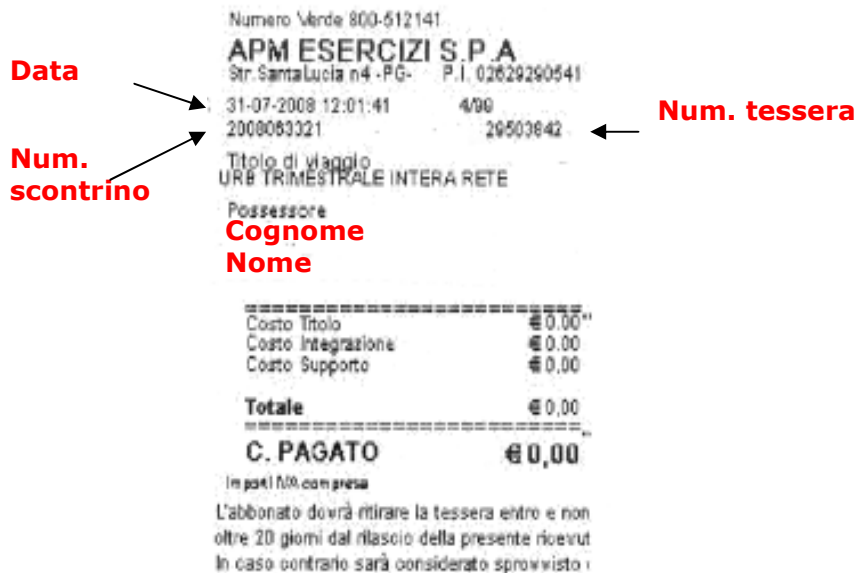 Numero Verde 800-512141
APM ESERCIZI S.P.A
Str.SantaLucia n4 -PG- P.I. 02629290541
Data
31-07-2008 12:01:41 4/99
Num. tessera
2008063321 29503842
Num.
scontrino
Titolo di viaggio
URB TRIMESTRALE INTERA RETE
Possessore
Cognome
Nome
Costo Titolo €0.00
Costo Integrazione €0.00
Costo Supporto €0,00
Totale €0,00
C. PAGATO €0,00
Importi IVA compresa
L'abbonato dovrà ritirare la tessera entro e non
oltre 20 giorni dal rilascio della presente ricevut
In caso contrario sarà considerato sprovvisto